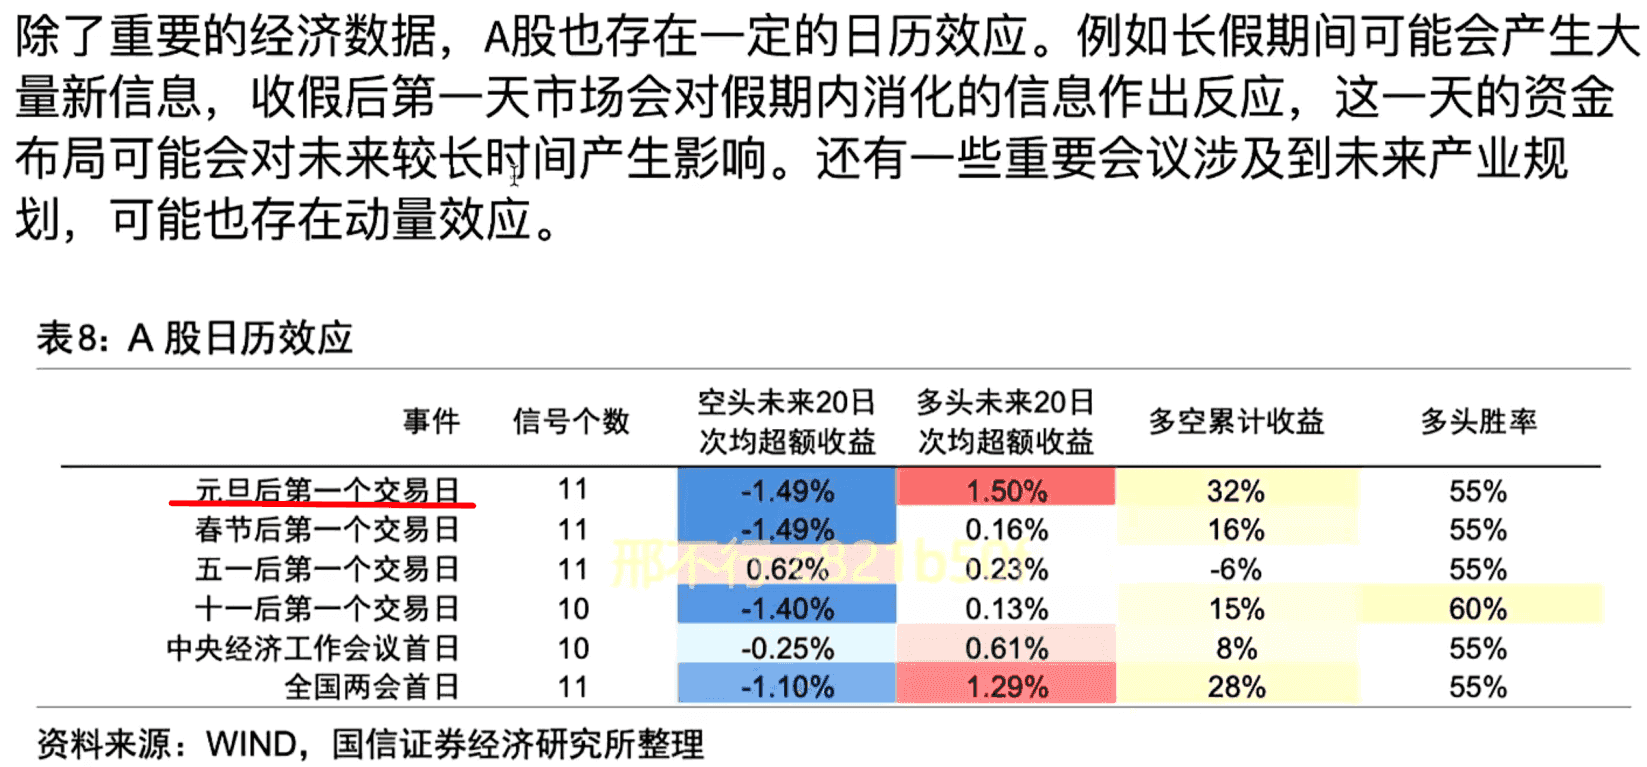 除了重要的经济数据，A股也存在一定的日历效应。例如长假期间可能会产生大
量新信息，收假后第一天市场会对假期内消化的信息作出反应，这一天的资金
布局可能会对未来较长时间产生影响。还有一些重要会议涉及到未来产业规
划，可能也存在动量效应。
表8：A 股日历效应
事件 信号个数 空头未来20日 多头未来20日 多空累计收益 多头胜率
次均超额收益 次均超额收益
元旦后第一个交易日 11 -1.49% 1.50% 32% 55%
春节后第一个交易日 11 -1.49% 0.16% 16% 55%
五一后第一个交易日 11 0.62% 0.23% -6% 55%
十一后第一个交易日 10 -1.40% 0.13% 15% 60%
中央经济工作会议首日 10 -0.25% 0.61% 8% 55%
全国两会首日 11 -1.10% 1.29% 28% 55%
资料来源：WIND，国信证券经济研究所整理
邢不行